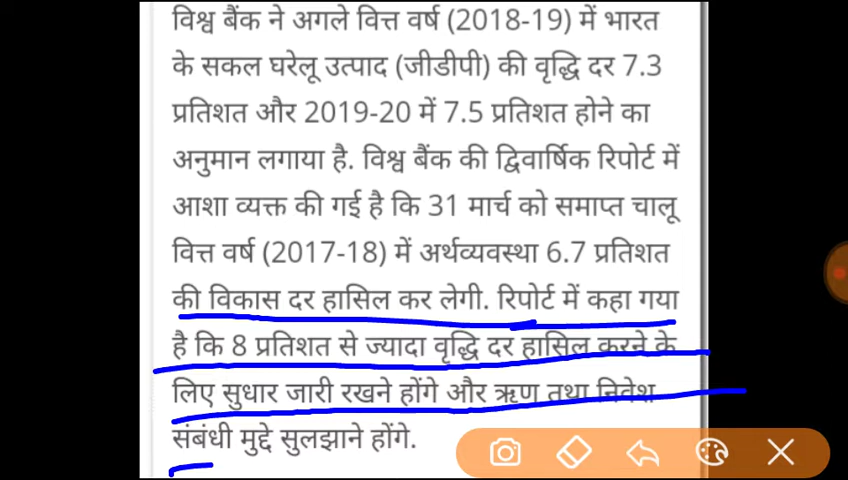 विश्व बैंक ने अगले वित्त वर्ष (2018-19) में भारत
के सकल घरेलू उत्पाद (जीडीपी) की वृद्धि दर 7.3
प्रतिशत और 2019-20 में 7.5 प्रतिशत होने का
अनुमान लगाया है. विश्व बैंक की द्विवार्षिक रिपोर्ट में
आशा व्यक्त की गई है कि 31 मार्च को समाप्त चालू
वित्त वर्ष (2017-18) में अर्थव्यवस्था 6.7 प्रतिशत
की विकास दर हासिल कर लेगी. रिपोर्ट में कहा गया
है कि 8 प्रतिशत से ज्यादा वृद्धि दर हासिल करने के
लिए सुधार जारी रखने होंगे और ऋण तथा निवेश
संबंधी मुद्दे सुलझाने होंगे.